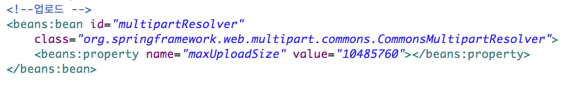 <!--업로드 -->
<beans:bean id="multipartResolver"
class="org.springframework.web.multipart.commons.CommonsMultipartResolver">
<beans:property name="maxUploadSize" value="10485760"></beans:property>
</beans:bean>